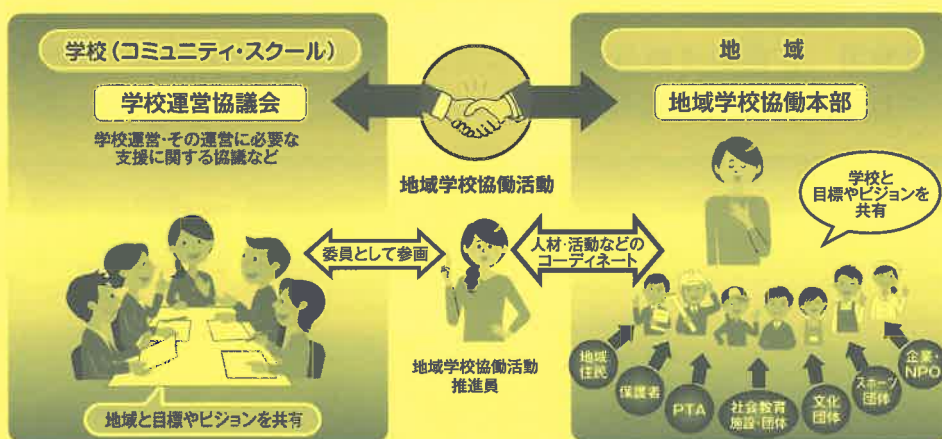 学校(コミュニティ・スクール)
学校運営協議会
学校運営・その運営に必要な
支援に関する協議など
地域と目標やビジョンを共有
地域学校協働活動
委員として参画
人材・活動などの
コーディネート
地域学校協働活動
推進員
地 域
地域学校協働本部
学校と
目標やビジョンを
共有
地域
住民
保護者
PTA
社会教育
施設・団体
文化
団体
スポーツ
団体
企業・
NPO